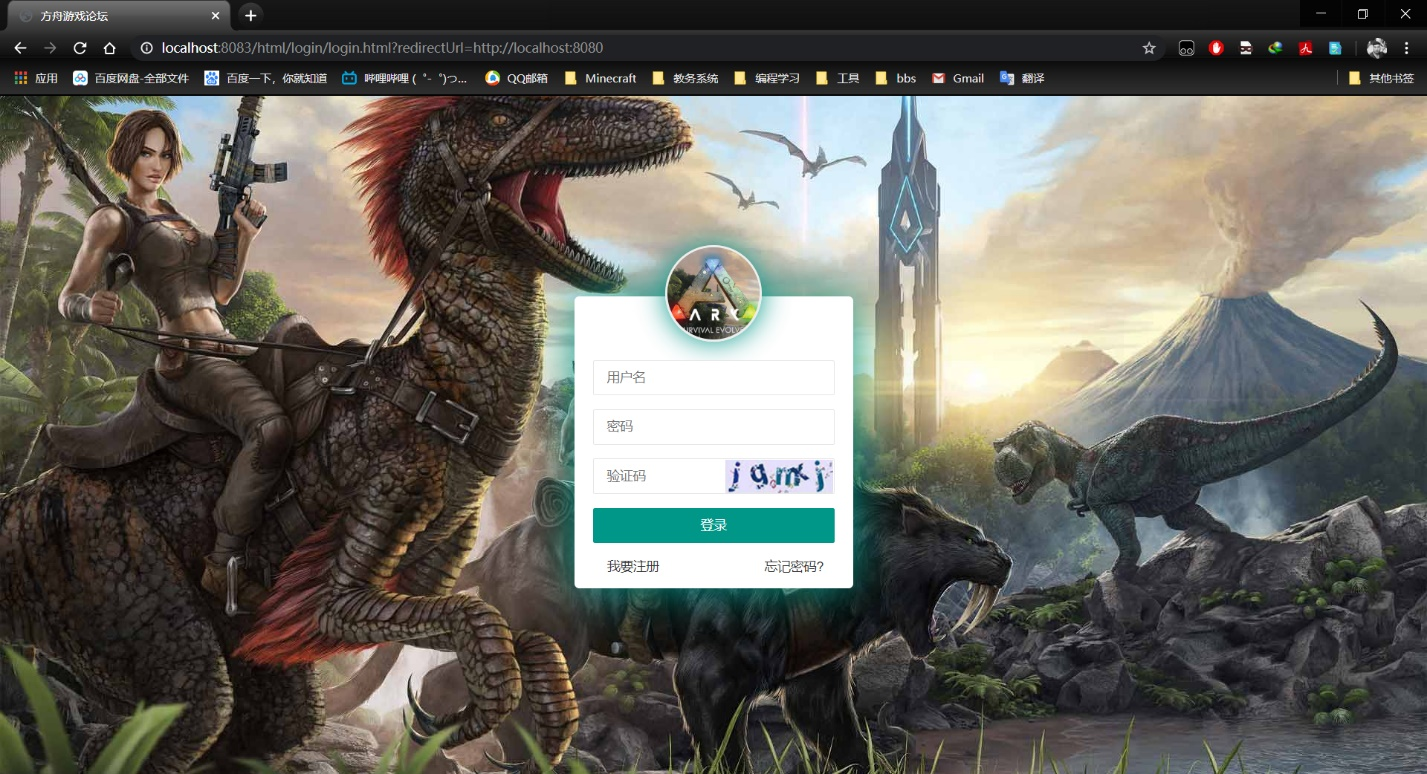 方舟游戏论坛
localhost:8083/html/login/login.html?redirectUrl=http://localhost:8080
应用 百度网盘-全部文件 百度一下，你就知道 哔哩哔哩 ( ゜- ゜)つ... QQ邮箱 Minecraft 教务系统 编程学习 工具 bbs Gmail 翻译 其他书签
ARK
SURVIVAL EVOLV
用户名
密码
验证码
登录
我要注册 忘记密码?